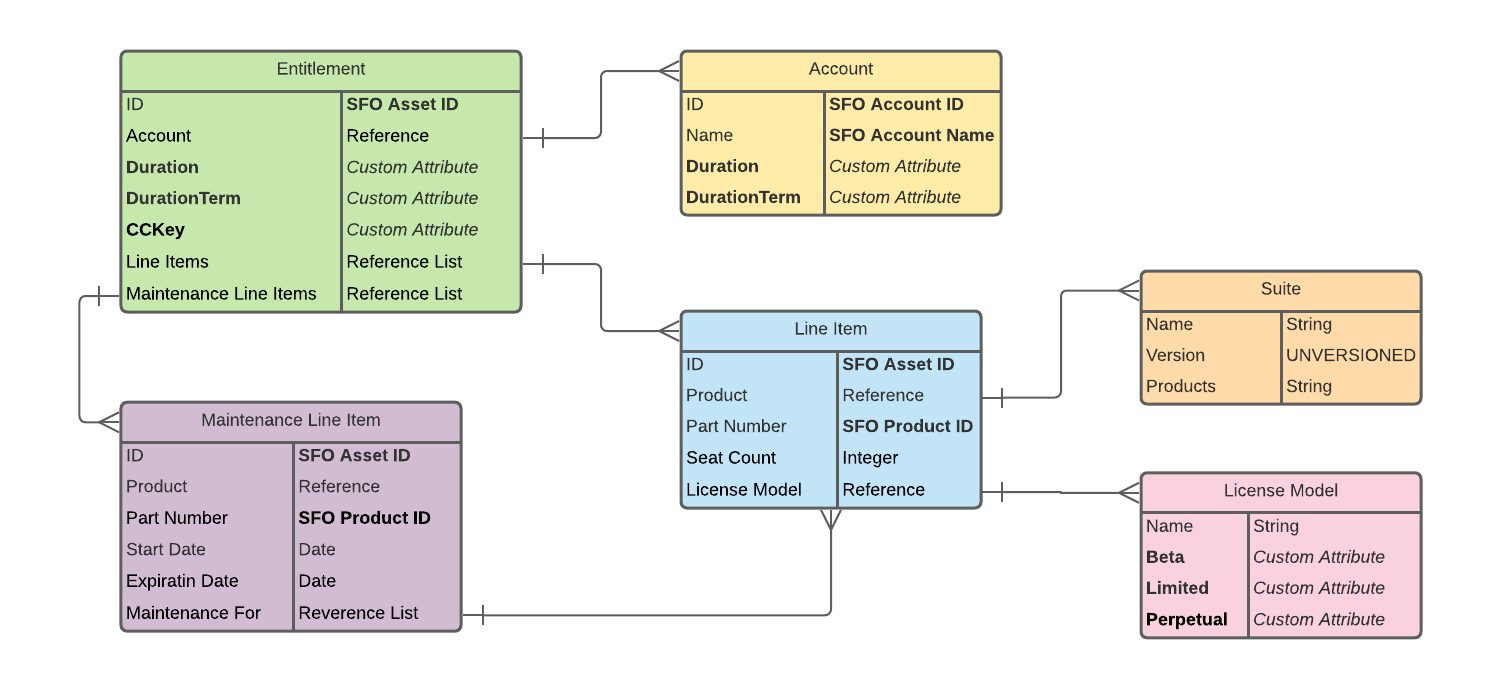 Entitlement
ID SFO Asset ID
Account Reference
Duration Custom Attribute
DurationTerm Custom Attribute
CCKey Custom Attribute
Line Items Reference List
Maintenance Line Items Reference List
Account
ID SFO Account ID
Name SFO Account Name
Duration Custom Attribute
DurationTerm Custom Attribute
Suite
Name String
Version UNVERSIONED
Products String
Line Item
ID SFO Asset ID
Product Reference
Part Number SFO Product ID
Seat Count Integer
License Model Reference
Maintenance Line Item
ID SFO Asset ID
Product Reference
Part Number SFO Product ID
Start Date Date
Expiratin Date Date
Maintenance For Reverence List
License Model
Name String
Beta Custom Attribute
Limited Custom Attribute
Perpetual Custom Attribute